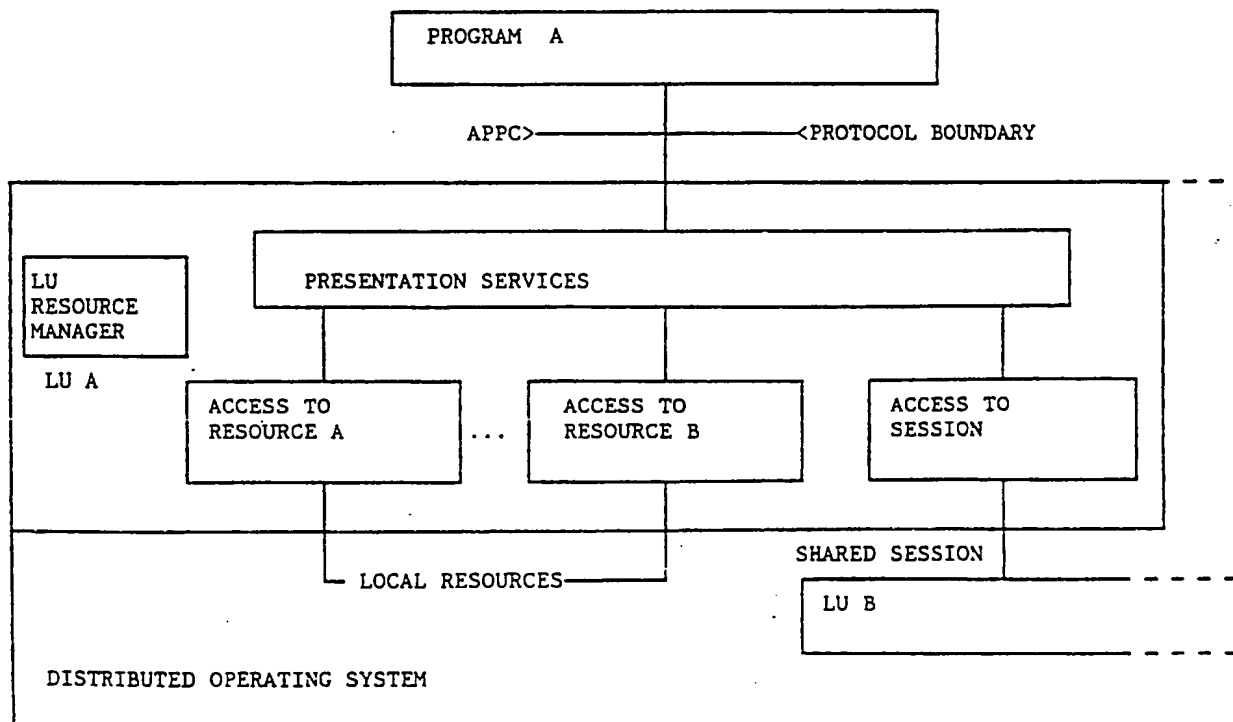 PROGRAM A
APPC> <PROTOCOL BOUNDARY
PRESENTATION SERVICES
LU
RESOURCE
MANAGER
LU A
ACCESS TO
RESOURCE A
...
ACCESS TO
RESOURCE B
ACCESS TO
SESSION
SHARED SESSION
LOCAL RESOURCES
LU B
DISTRIBUTED OPERATING SYSTEM